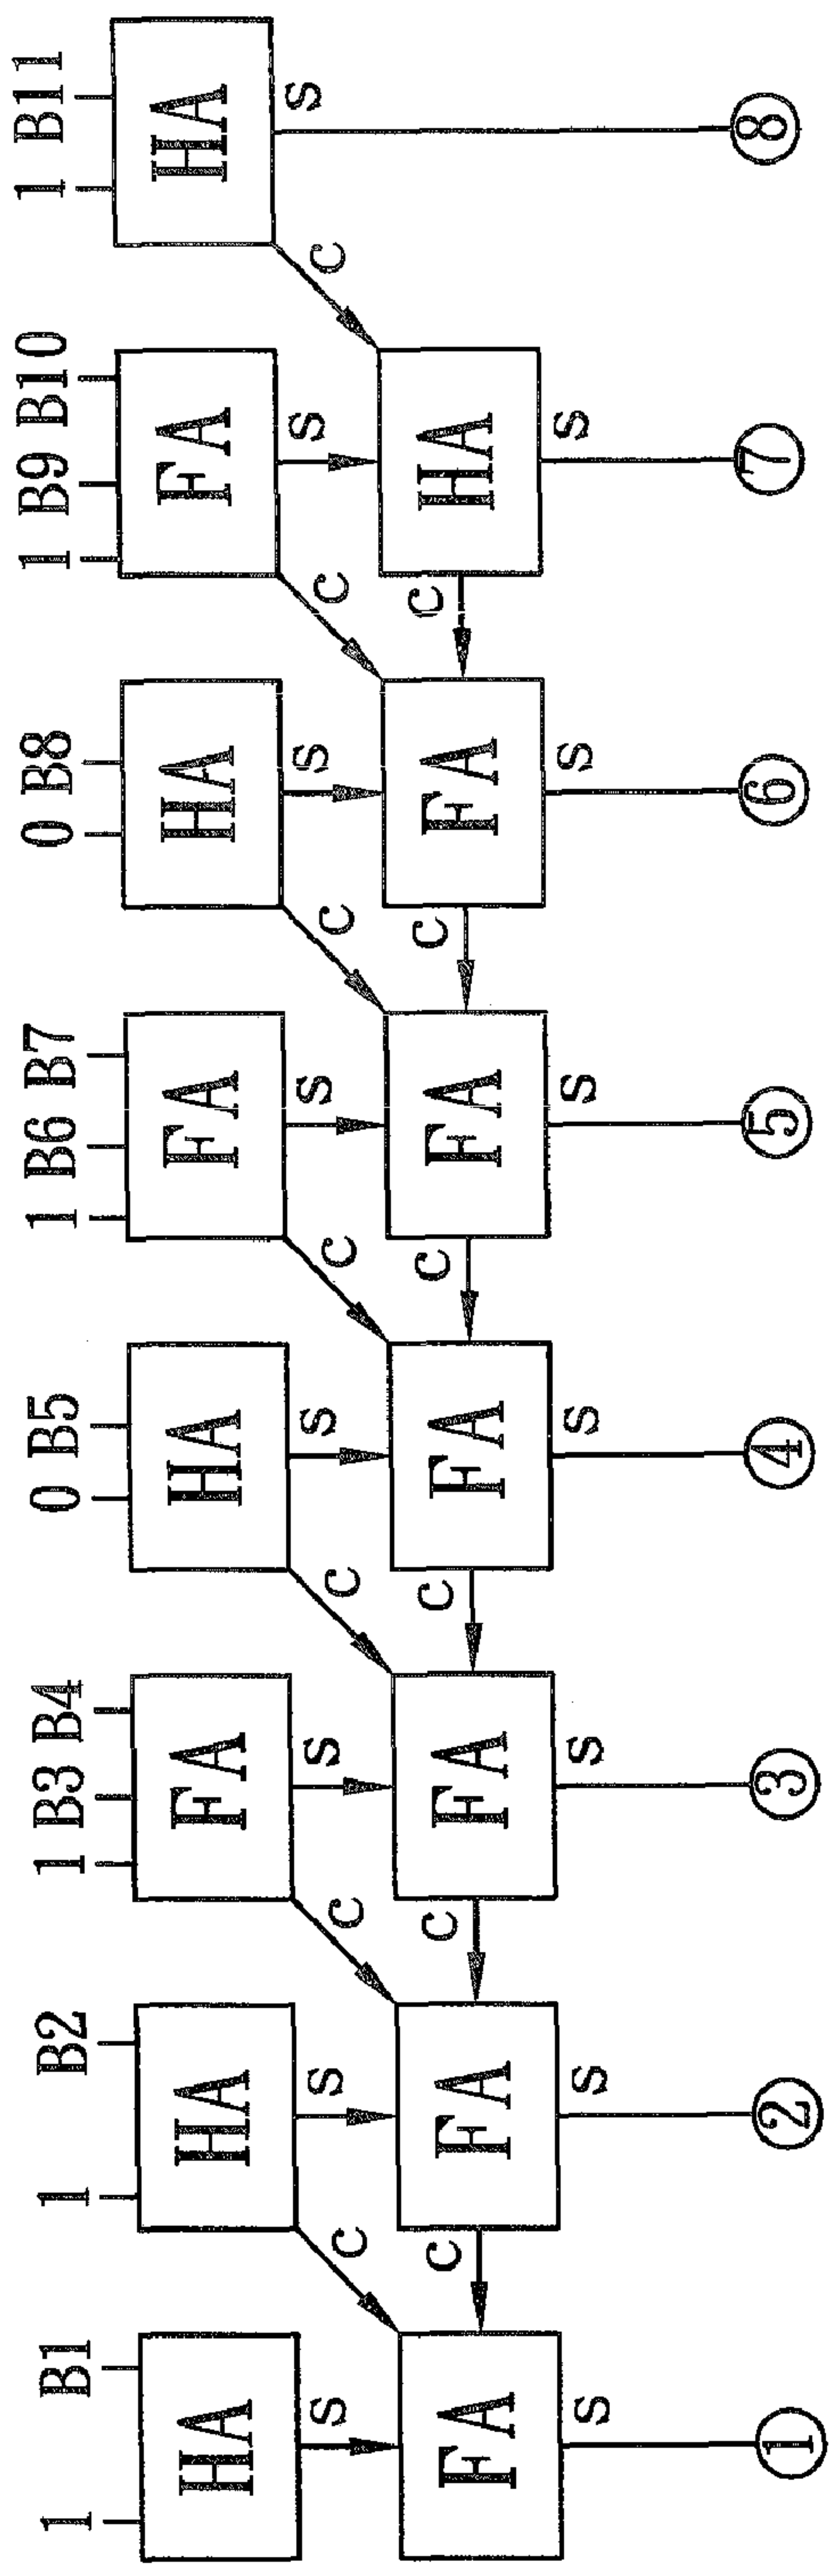 1 B1 1 B2 1 B3 B4 0 B5 1 B6 B7 0 B8 1 B9 B10 1 B11
HA HA FA HA FA HA FA HA
S C S C S C S C S C S C S C S
C C C C C C
FA FA FA FA FA FA HA
S S S S S S S
① ② ③ ④ ⑤ ⑥ ⑦ ⑧